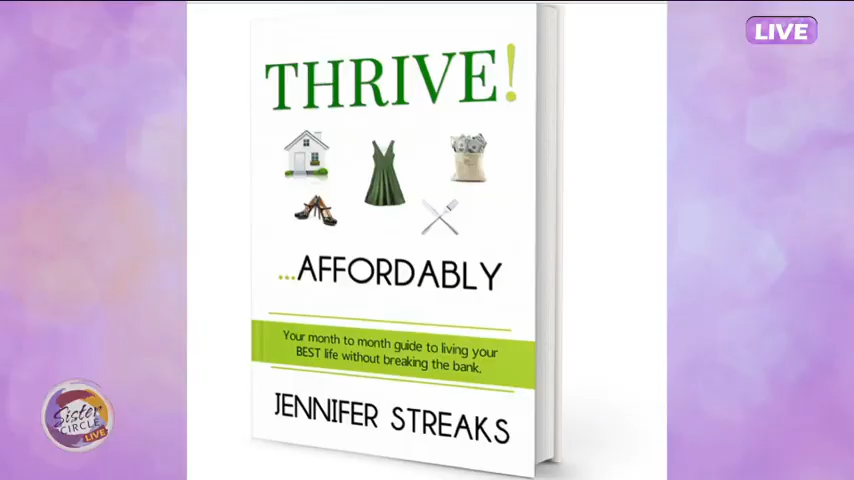 LIVE
THRIVE!
...AFFORDABLY
Your month to month guide to living your
BEST life without breaking the bank.
JENNIFER STREAKS
Sister
CIRCLE
LIVE